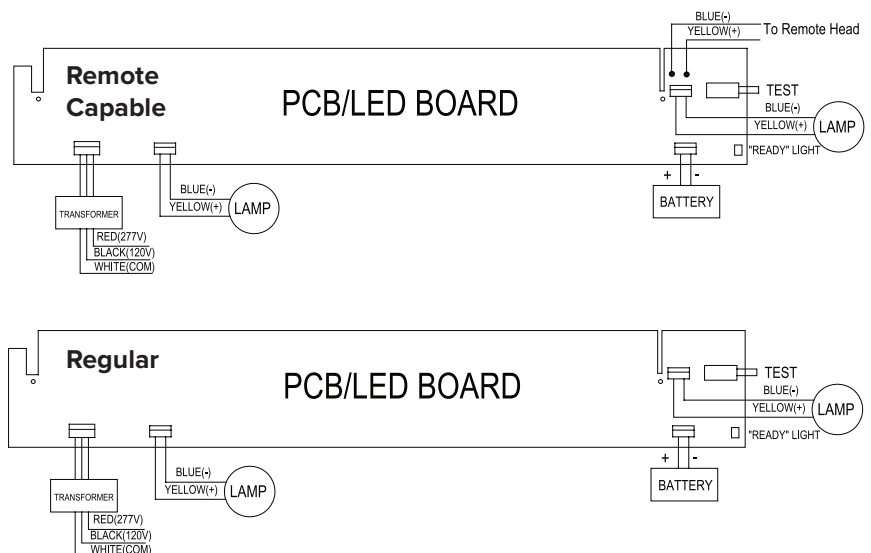 BLUE(-)
YELLOW(+)
To Remote Head
Remote
Capable
PCB/LED BOARD
TEST
BLUE(-)
YELLOW(+)
LAMP
"READY" LIGHT
BLUE(-)
YELLOW(+)
LAMP
+ -
BATTERY
TRANSFORMER
RED(277V)
BLACK(120V)
WHITE(COM)
Regular
PCB/LED BOARD
TEST
BLUE(-)
YELLOW(+)
LAMP
"READY" LIGHT
BLUE(-)
YELLOW(+)
LAMP
+ -
BATTERY
TRANSFORMER
RED(277V)
BLACK(120V)
WHITE(COM)